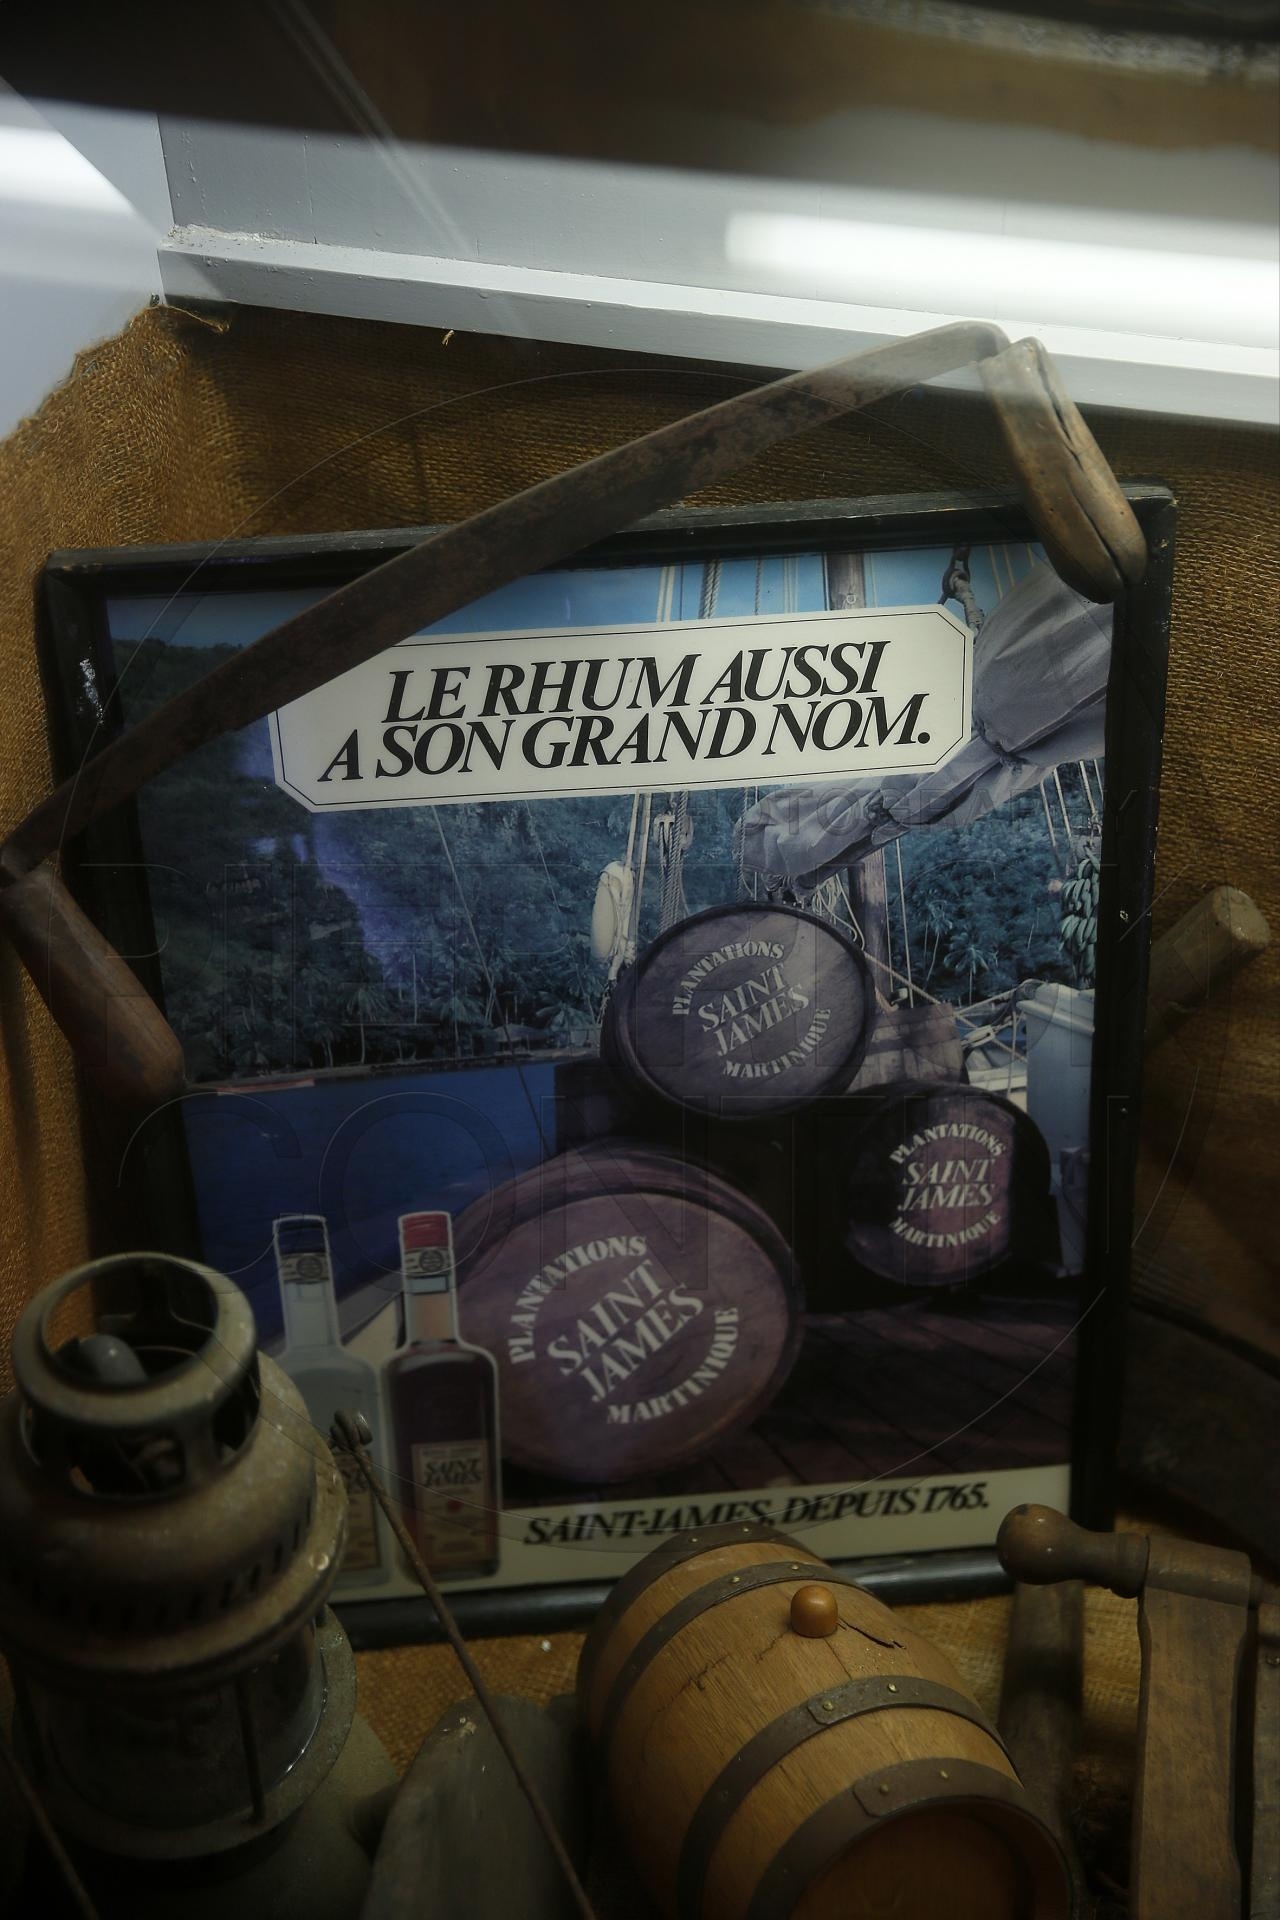 LE RHUM AUSSI
A SON GRAND NOM.
PHOTOGRAPHY
PLANTATIONS
SAINT
JAMES
MARTINIQUE
PLANTATIONS
SAINT
JAMES
MARTINIQUE
PLANTATIONS
SAINT
JAMES
MARTINIQUE
SAINT
JAMES
SAINT-JAMES, DEPUIS 1765.